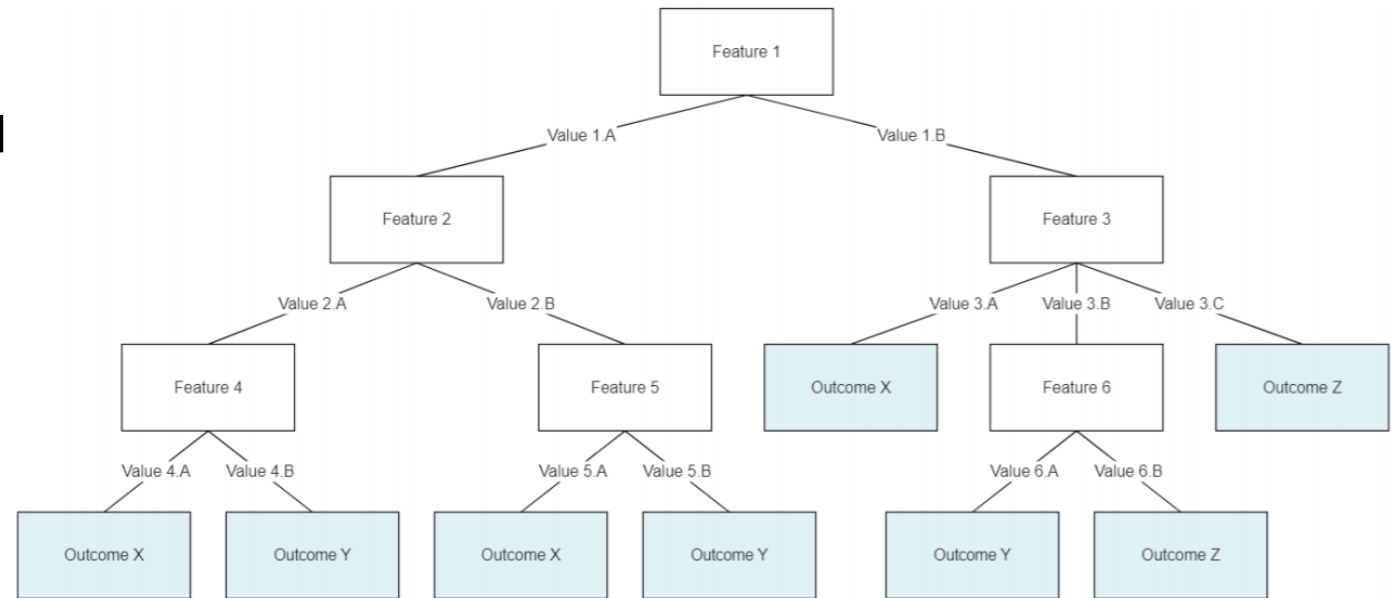 Feature 1
Value 1.A
Value 1.B
Feature 2
Feature 3
Value 2.A
Value 2.B
Value 3.A
Value 3.B
Value 3.C
Feature 4
Feature 5
Outcome X
Feature 6
Outcome Z
Value 4.A
Value 4.B
Value 5.A
Value 5.B
Value 6.A
Value 6.B
Outcome X
Outcome Y
Outcome X
Outcome Y
Outcome Y
Outcome Z